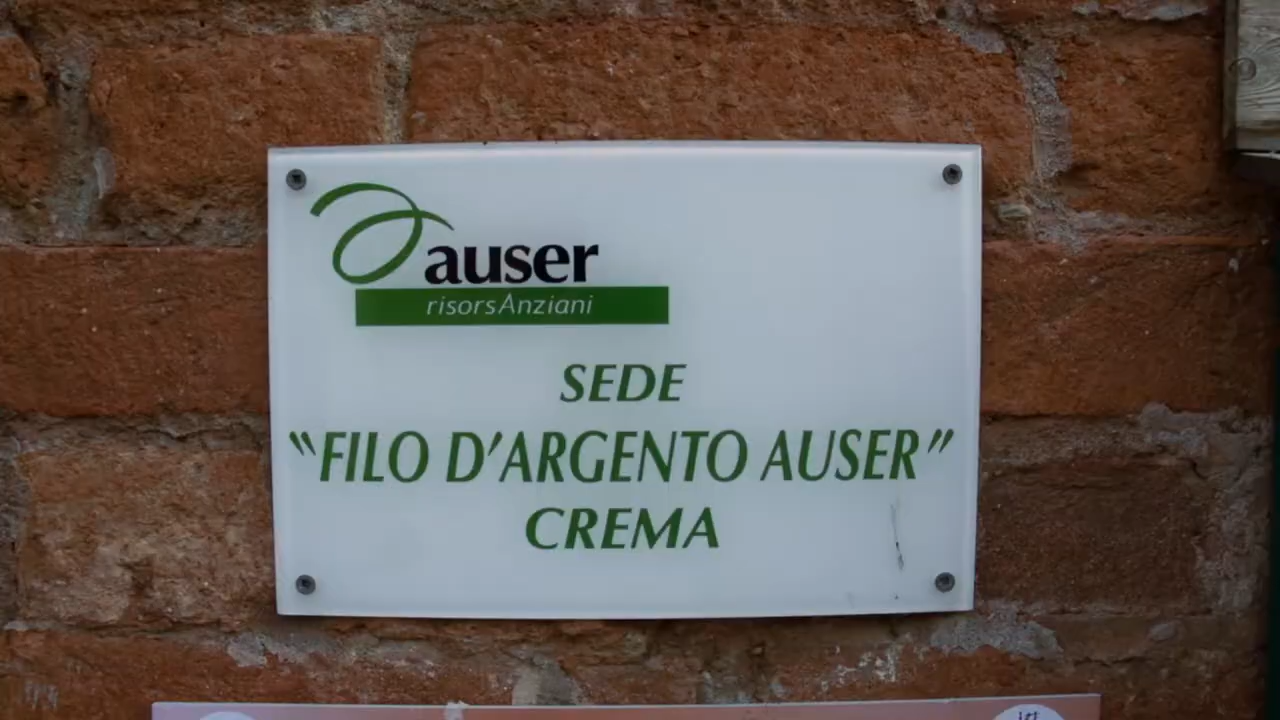 auser
risorsAnziani
SEDE
“FILO D’ARGENTO AUSER”
CREMA